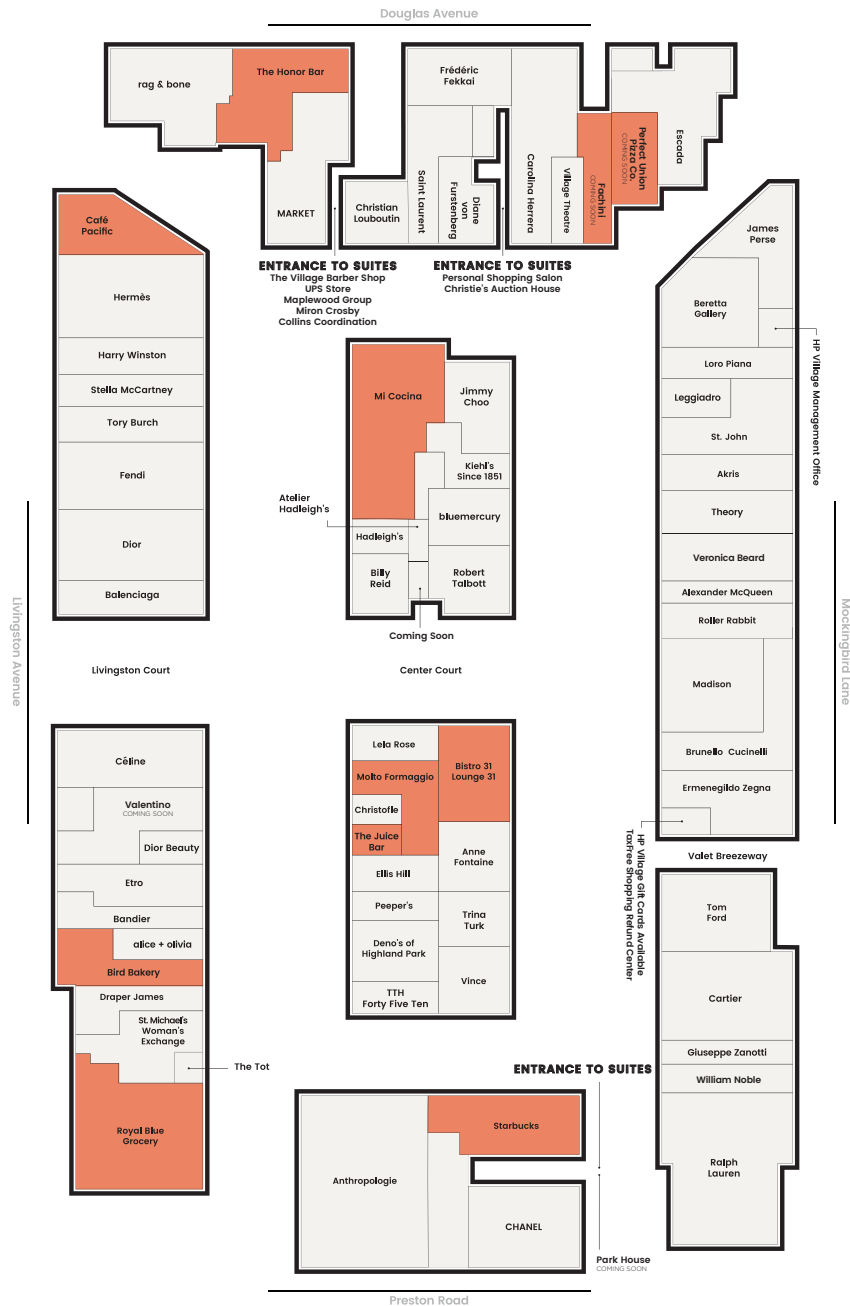 Douglas Avenue
rag & bone
The Honor Bar
MARKET
Frédéric
Fekkai
Christian
Louboutin
Saint Laurent
Diane
von
Furstenberg
Carolina Herrera
Village Theatre
Fachini
COMING SOON
Perfect Union
Pizza Co.
COMING SOON
Escada
ENTRANCE TO SUITES
The Village Barber Shop
UPS Store
Maplewood Group
Miron Crosby
Collins Coordination
ENTRANCE TO SUITES
Personal Shopping Salon
Christie's Auction House
Café
Pacific
Hermès
Harry Winston
Stella McCartney
Tory Burch
Fendi
Dior
Balenciaga
Mi Cocina
Jimmy
Choo
Kiehl's
Since 1851
Atelier
Hadleigh's
bluemercury
Hadleigh's
Billy
Reid
Robert
Talbott
Coming Soon
James
Perse
Beretta
Gallery
HP Village Management Office
Loro Piana
Leggiadro
St. John
Akris
Theory
Veronica Beard
Alexander McQueen
Roller Rabbit
Madison
Brunello Cucinelli
Ermenegildo Zegna
HP Village Gift Cards Available
TaxFree Shopping Refund Center
Livingston Avenue
Mockingbird Lane
Livingston Court
Center Court
Valet Breezeway
Céline
Valentino
COMING SOON
Dior Beauty
Etro
Bandier
alice + olivia
Bird Bakery
Draper James
St. Michael's
Woman's
Exchange
The Tot
Royal Blue
Grocery
Lela Rose
Bistro 31
Lounge 31
Molto Formaggio
Christofle
The Juice
Bar
Anne
Fontaine
Ellis Hill
Peeper's
Trina
Turk
Deno's of
Highland Park
Vince
TTH
Forty Five Ten
Tom
Ford
Cartier
Giuseppe Zanotti
William Noble
Ralph
Lauren
ENTRANCE TO SUITES
Starbucks
Anthropologie
CHANEL
Park House
COMING SOON
Preston Road